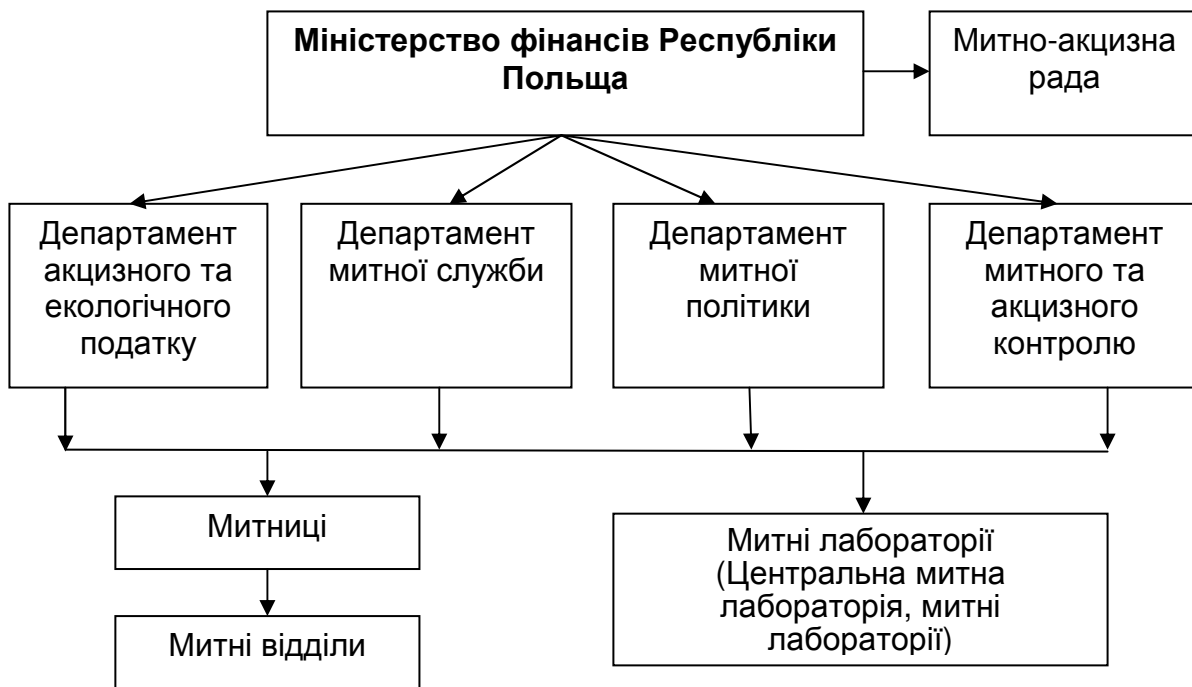 Міністерство фінансів Республіки
Польща
Митно-акцизна
рада
Департамент
акцизного та
екологічного
податку
Департамент
митної служби
Департамент
митної
політики
Департамент
митного та
акцизного
контролю
Митниці
Митні лабораторії
(Центральна митна
лабораторія, митні
лабораторії)
Митні відділи